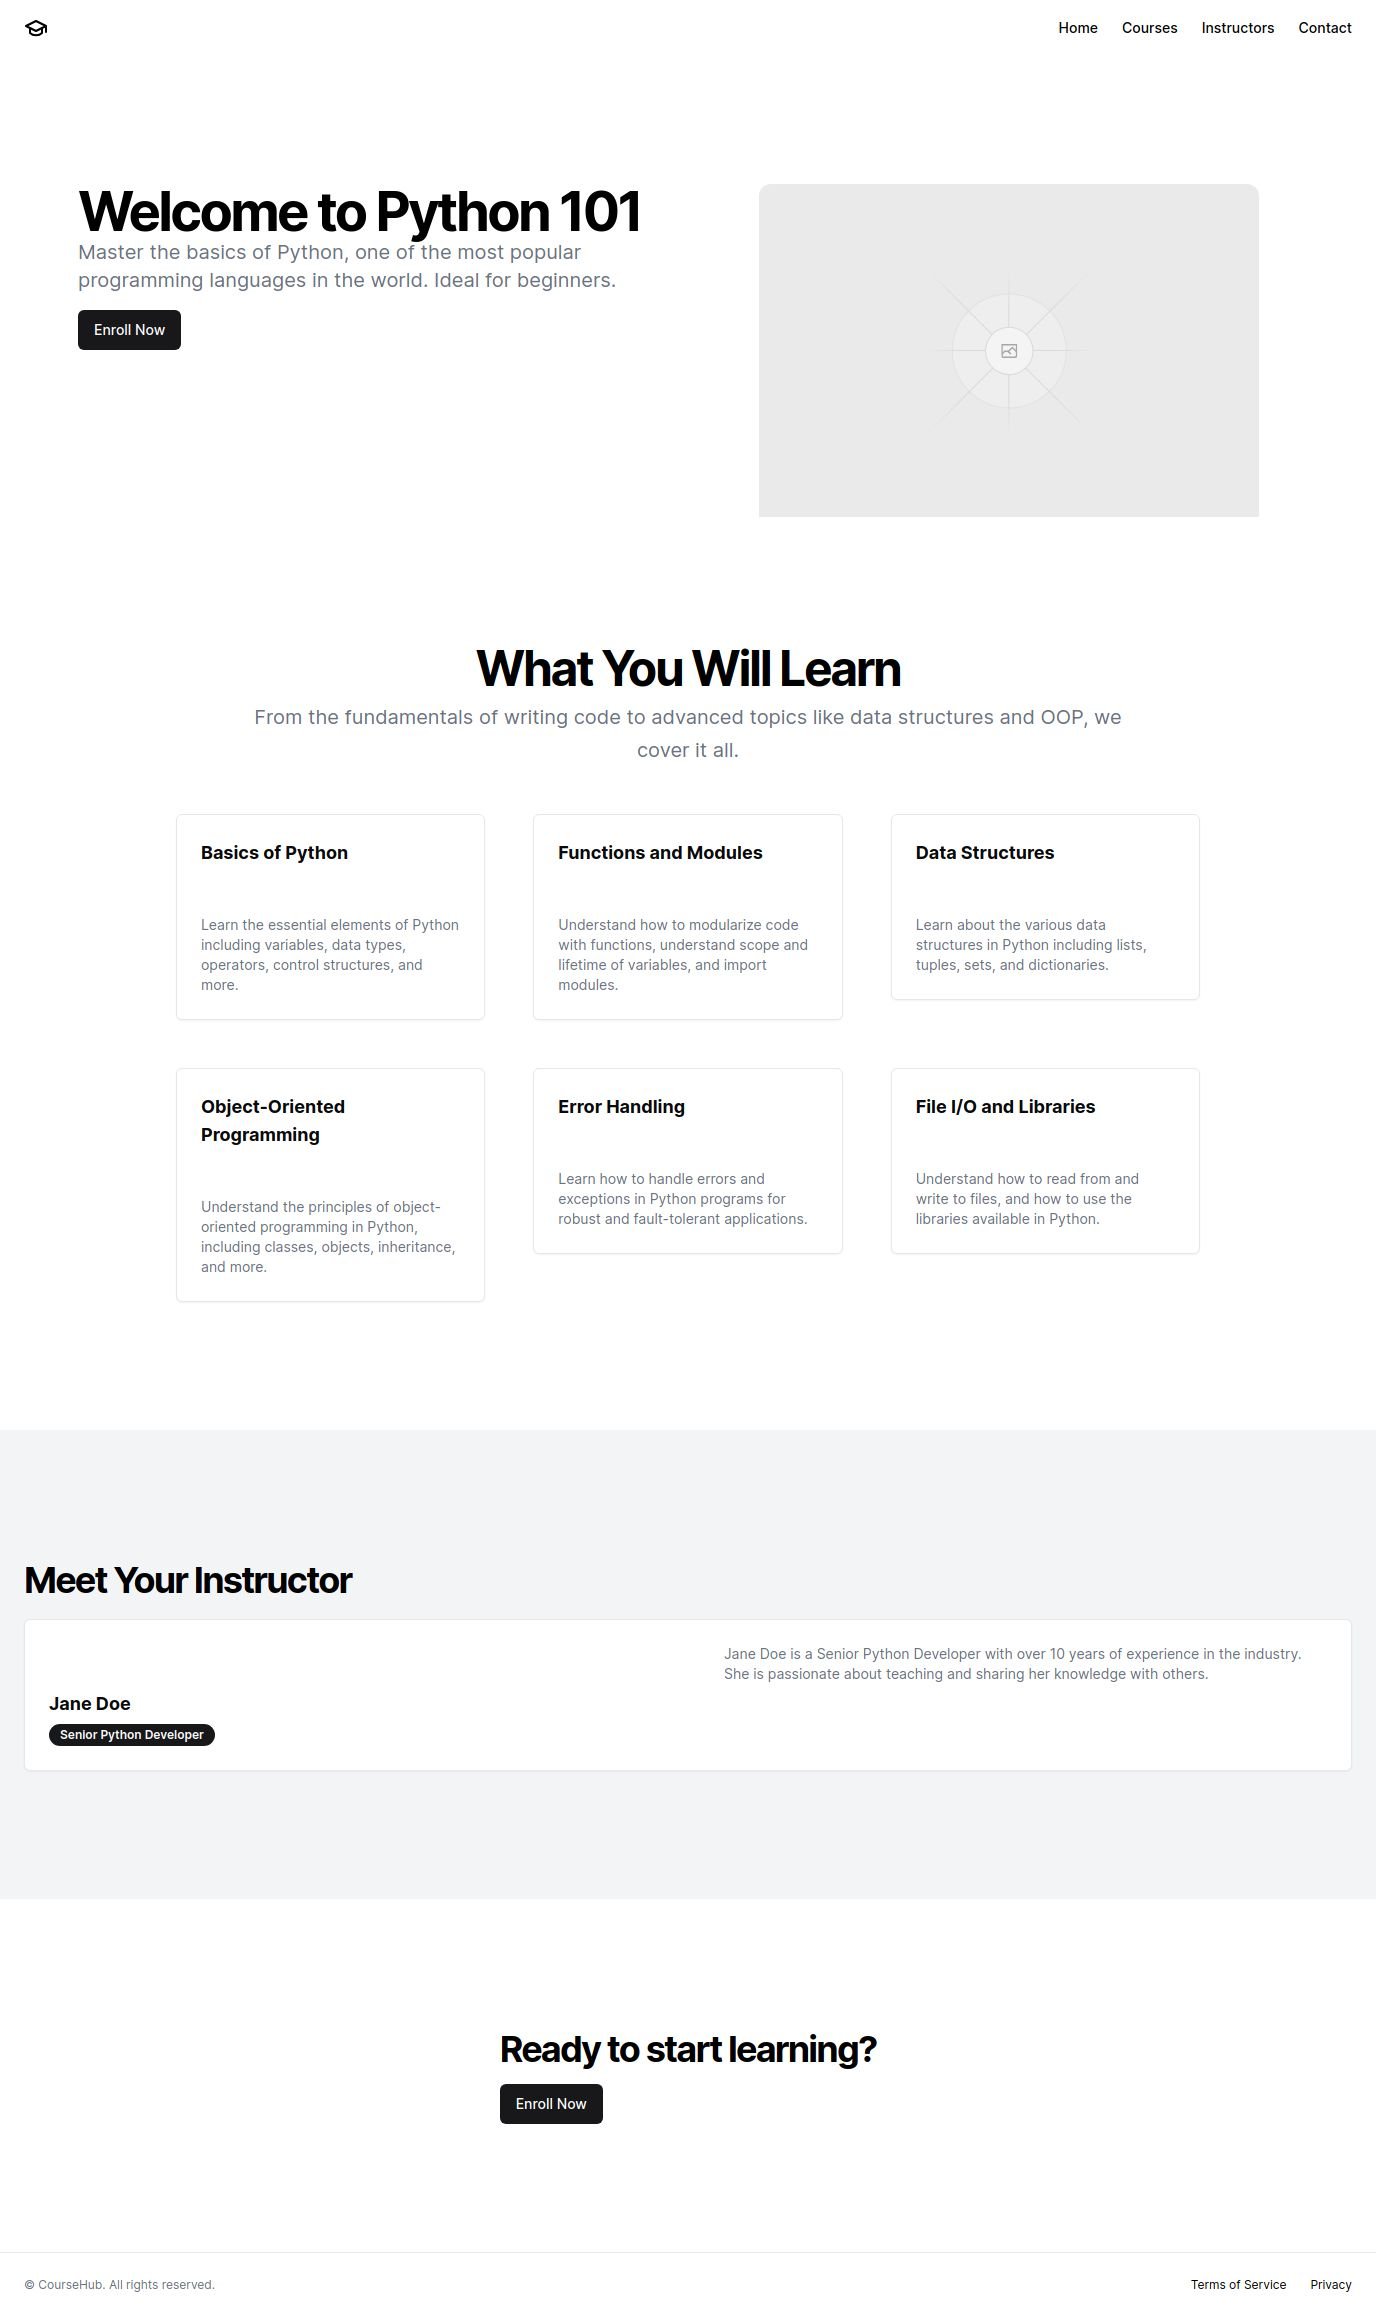 Home Courses Instructors Contact
Welcome to Python 101
Master the basics of Python, one of the most popular
programming languages in the world. Ideal for beginners.
Enroll Now
What You Will Learn
From the fundamentals of writing code to advanced topics like data structures and OOP, we
cover it all.
Basics of Python
Learn the essential elements of Python
including variables, data types,
operators, control structures, and
more.
Functions and Modules
Understand how to modularize code
with functions, understand scope and
lifetime of variables, and import
modules.
Data Structures
Learn about the various data
structures in Python including lists,
tuples, sets, and dictionaries.
Object-Oriented
Programming
Understand the principles of object-
oriented programming in Python,
including classes, objects, inheritance,
and more.
Error Handling
Learn how to handle errors and
exceptions in Python programs for
robust and fault-tolerant applications.
File I/O and Libraries
Understand how to read from and
write to files, and how to use the
libraries available in Python.
Meet Your Instructor
Jane Doe
Senior Python Developer
Jane Doe is a Senior Python Developer with over 10 years of experience in the industry.
She is passionate about teaching and sharing her knowledge with others.
Ready to start learning?
Enroll Now
© CourseHub. All rights reserved.
Terms of Service Privacy